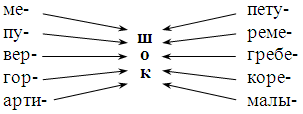 ме-
пу-
вер-
гор-
арти-
ш
о
к
пету-
реме-
гребе-
коре-
малы-